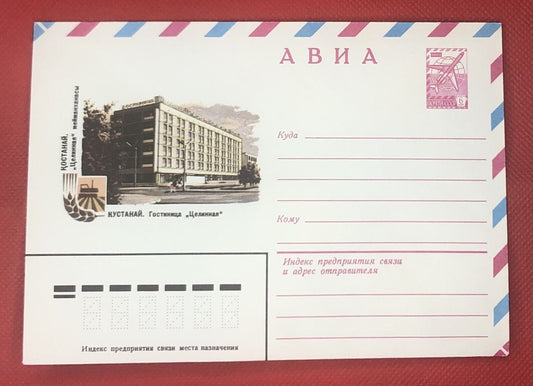 АВИА
ҚОСТАНАЙ.
„Целинная" мейманханасы
КУСТАНАЙ. Гостиница „Целинная"
Куда
Кому
Индекс предприятия связи
и адрес отправителя
Индекс предприятия связи места назначения